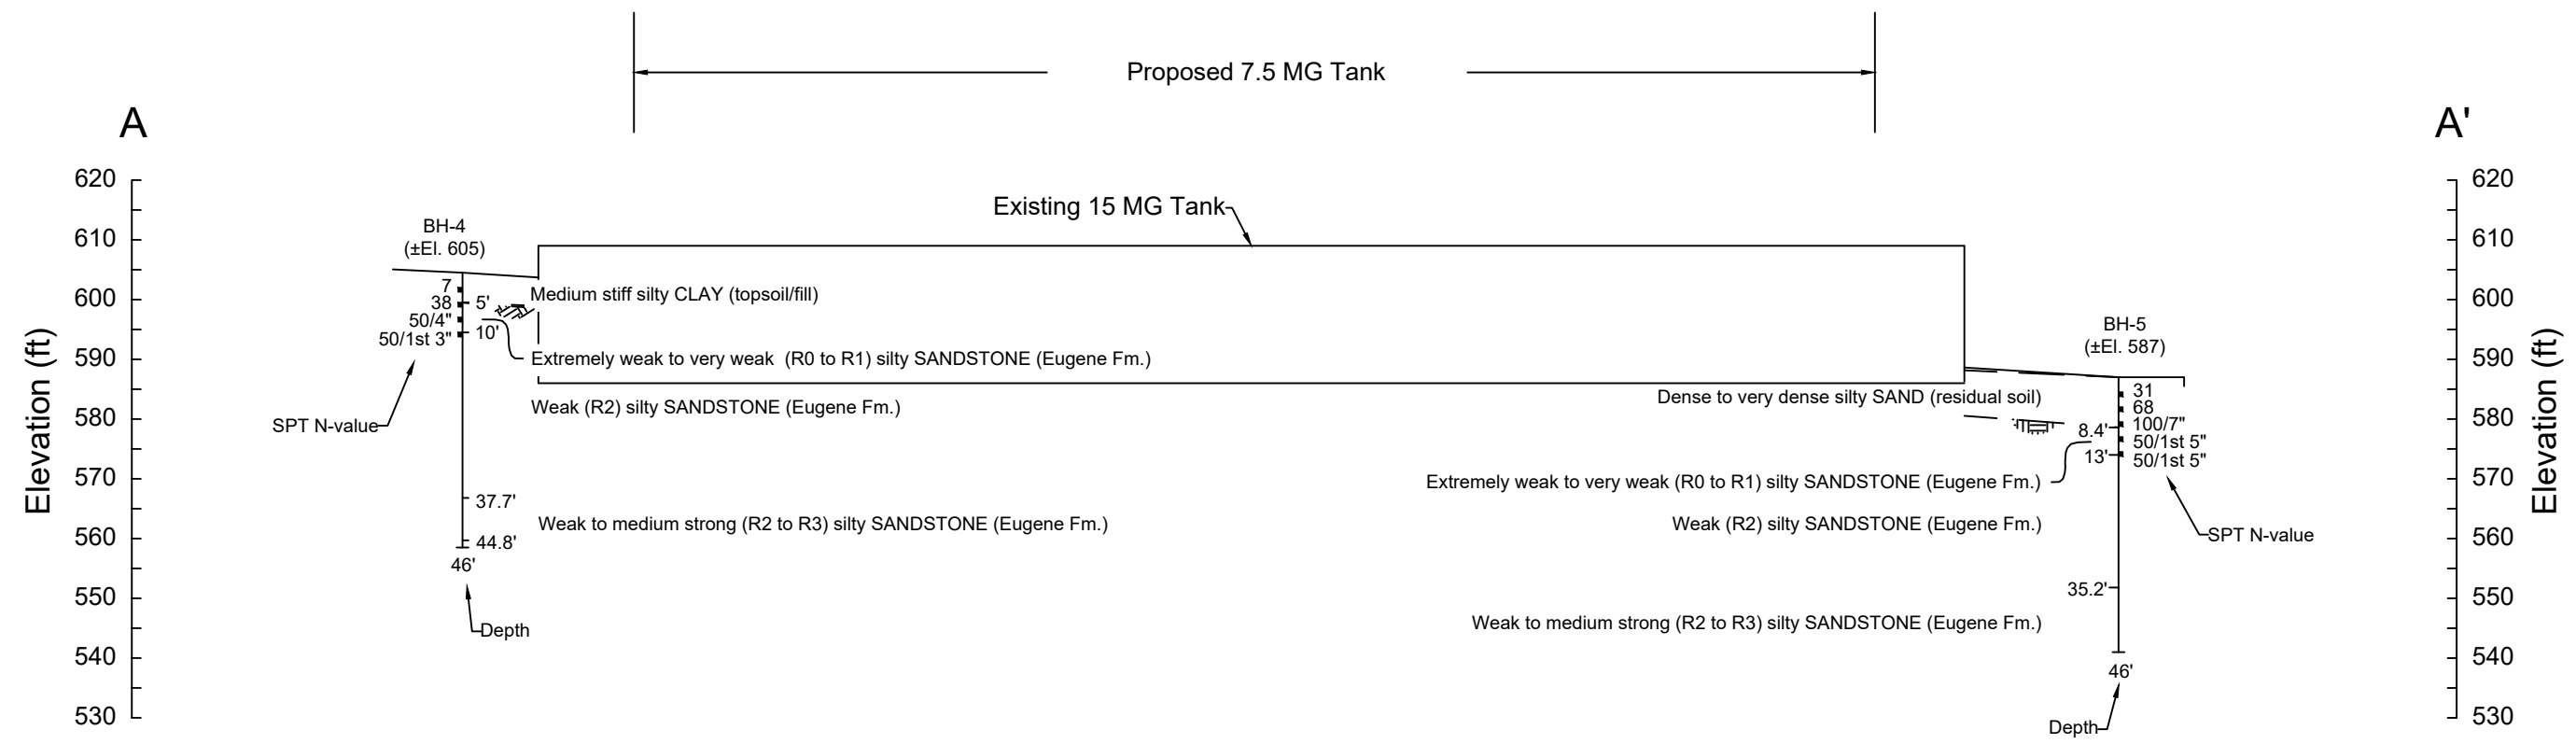 Proposed 7.5 MG Tank
A
A'
Existing 15 MG Tank
Elevation (ft)
620
610
600
590
580
570
560
550
540
530
BH-4
(±El. 605)
7
38
50/4"
50/1st 3"
5'
10'
37.7'
44.8'
46'
SPT N-value
Depth
Medium stiff silty CLAY (topsoil/fill)
Extremely weak to very weak (R0 to R1) silty SANDSTONE (Eugene Fm.)
Weak (R2) silty SANDSTONE (Eugene Fm.)
Weak to medium strong (R2 to R3) silty SANDSTONE (Eugene Fm.)
BH-5
(±El. 587)
Dense to very dense silty SAND (residual soil)
Extremely weak to very weak (R0 to R1) silty SANDSTONE (Eugene Fm.)
Weak (R2) silty SANDSTONE (Eugene Fm.)
Weak to medium strong (R2 to R3) silty SANDSTONE (Eugene Fm.)
8.4'
13'
35.2'
46'
31
68
100/7"
50/1st 5"
50/1st 5"
SPT N-value
Depth
620
610
600
590
580
570
560
550
540
530
Elevation (ft)